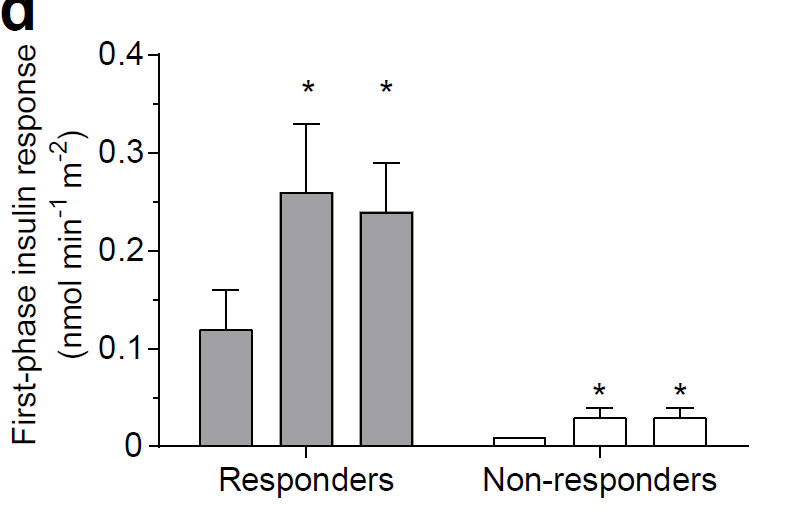 d
First-phase insulin response
(nmol min⁻¹ m⁻²)
0.4
0.3
0.2
0.1
0
* *
* *
Responders Non-responders